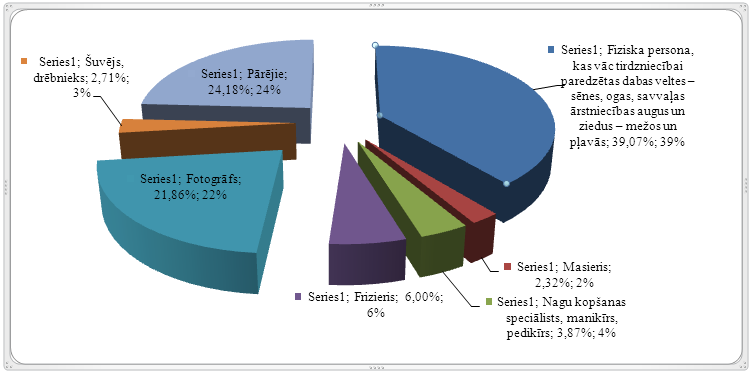 Series1; Šuvējs,
drēbnieks; 2,71%;
3%
Series1; Pārējie;
24,18%; 24%
Series1; Fiziska persona,
kas vāc tirdzniecībai
paredzētas dabas veltes –
sēnes, ogas, savvaļas
ārstniecības augus un
ziedus – mežos un
pļavās; 39,07%; 39%
Series1; Fotogrāfs;
21,86%; 22%
Series1; Masieris;
2,32%; 2%
Series1; Frizieris; 6,00%;
6%
Series1; Nagu kopšanas
speciālists, manikīrs,
pedikīrs; 3,87%; 4%